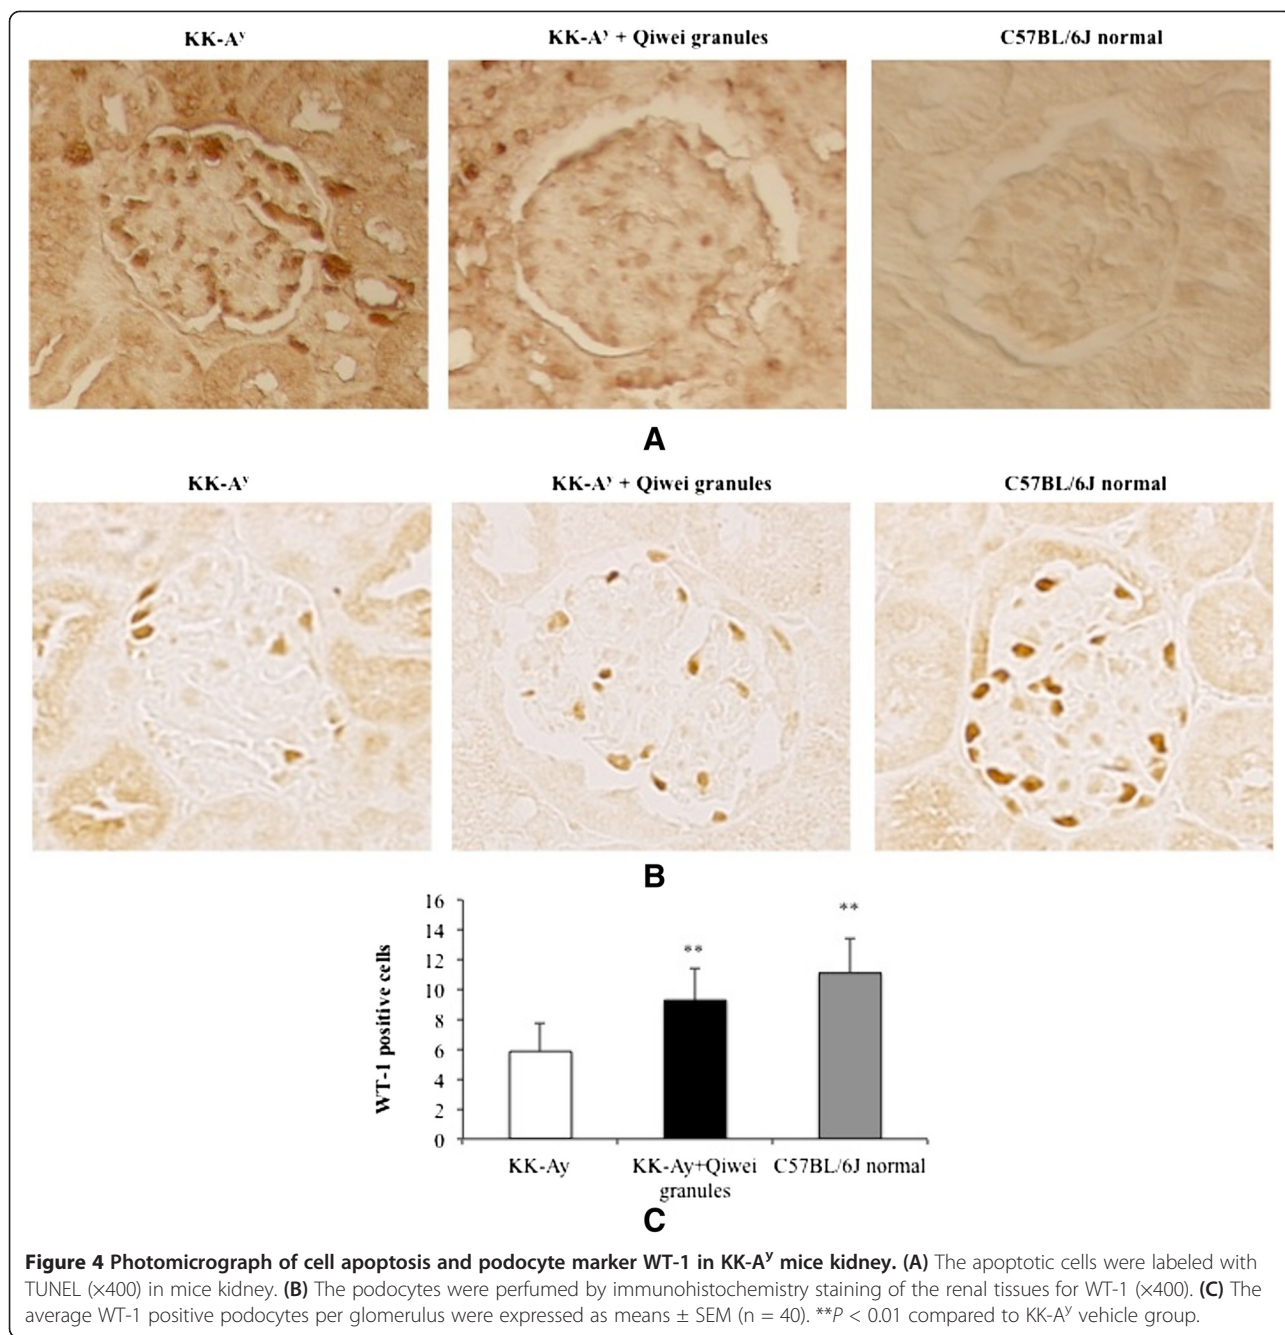 KK-Aʸ
KK-Aʸ + Qiwei granules
C57BL/6J normal
A
KK-Aʸ
KK-Aʸ + Qiwei granules
C57BL/6J normal
B
WT-1 positive cells
16
14
12
10
8
6
4
2
0
**
**
KK-Ay
KK-Ay+Qiwei
granules
C57BL/6J normal
C
Figure 4 Photomicrograph of cell apoptosis and podocyte marker WT-1 in KK-Aʸ mice kidney. (A) The apoptotic cells were labeled with
TUNEL (×400) in mice kidney. (B) The podocytes were perfumed by immunohistochemistry staining of the renal tissues for WT-1 (×400). (C) The
average WT-1 positive podocytes per glomerulus were expressed as means ± SEM (n = 40). **P < 0.01 compared to KK-Aʸ vehicle group.